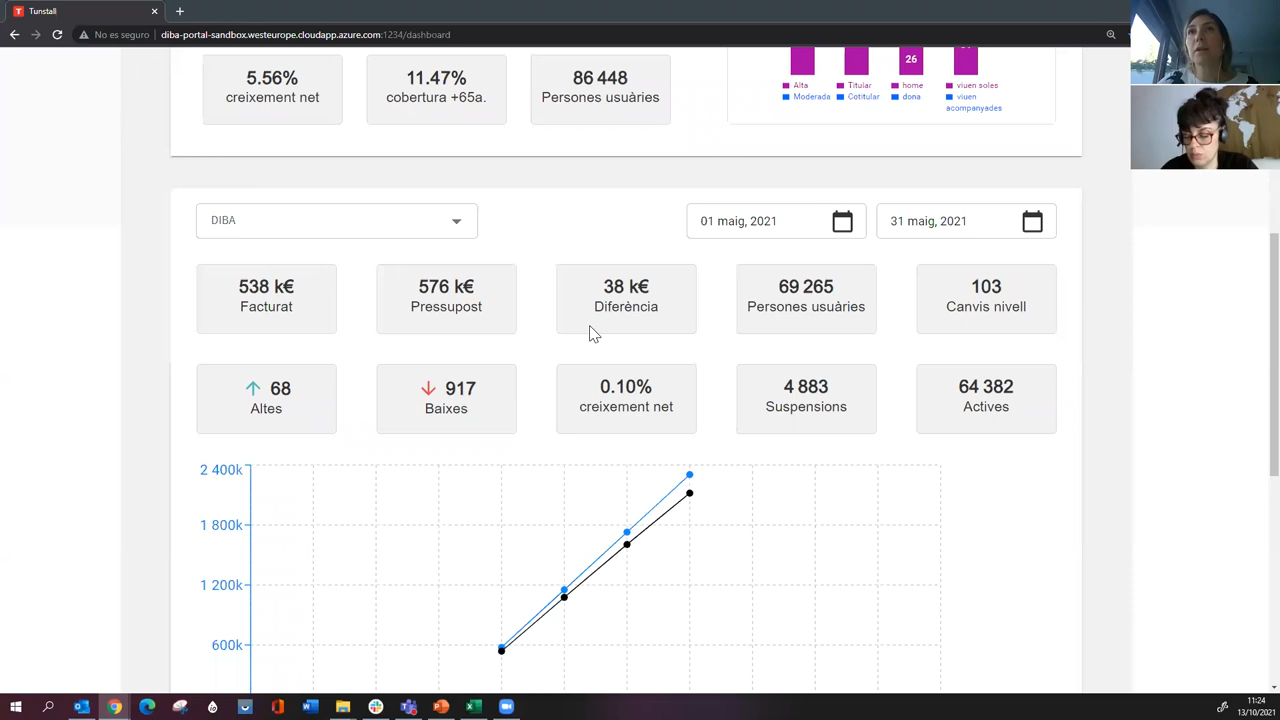 Tunstall
No es seguro
diba-portal-sandbox.westeurope.cloudapp.azure.com:1234/dashboard
5.56%
creixement net
11.47%
cobertura +65a.
86 448
Persones usuàries
26
Alta
Moderada
Titular
Cotitular
home
dona
viuen soles
viuen
acompanyades
DIBA
01 maig, 2021
31 maig, 2021
538 k€
Facturat
576 k€
Pressupost
38 k€
Diferència
69 265
Persones usuàries
103
Canvis nivell
68
Altes
917
Baixes
0.10%
creixement net
4 883
Suspensions
64 382
Actives
2 400k
1 800k
1 200k
600k
11:24
13/10/2021